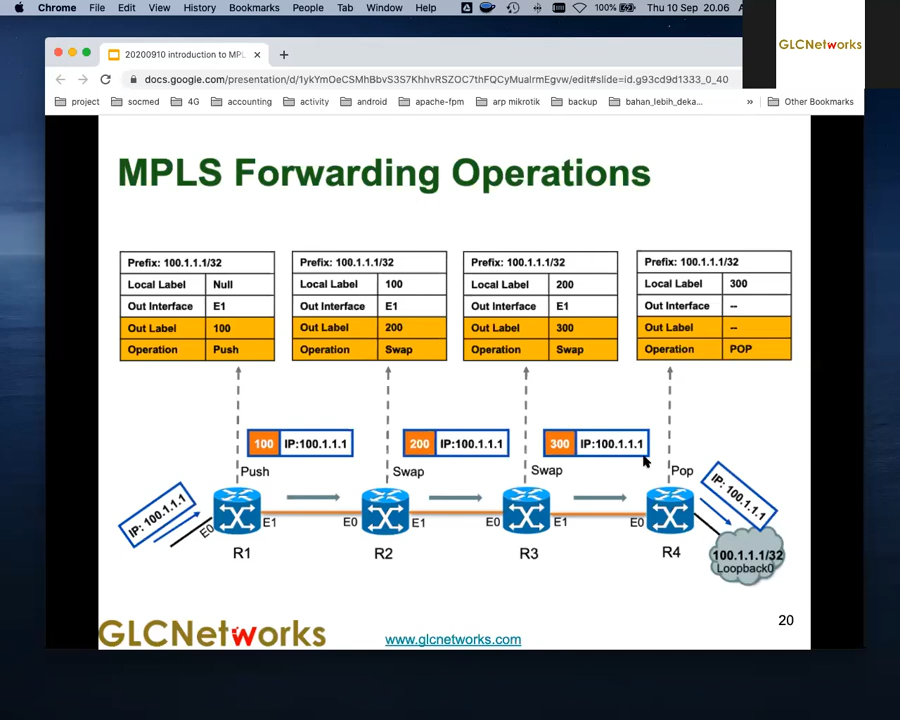 Chrome File Edit View History Bookmarks People Tab Window Help 100% Thu 10 Sep 20.06
GLCNetworks
20200910 introduction to MPL
docs.google.com/presentation/d/1ykYmOeCSMhBbvS3S7KhhvRSZOC7thFQCyMualrmEgvw/edit#slide=id.g93cd9d1333_0_40
project socmed 4G accounting activity android apache-fpm arp mikrotik backup bahan_lebih_deka... » Other Bookmarks
MPLS Forwarding Operations
Prefix: 100.1.1.1/32
Local Label Null
Out Interface E1
Out Label 100
Operation Push
Prefix: 100.1.1.1/32
Local Label 100
Out Interface E1
Out Label 200
Operation Swap
Prefix: 100.1.1.1/32
Local Label 200
Out Interface E1
Out Label 300
Operation Swap
Prefix: 100.1.1.1/32
Local Label 300
Out Interface --
Out Label --
Operation POP
100 IP:100.1.1.1
200 IP:100.1.1.1
300 IP:100.1.1.1
Push
Swap
Swap
Pop
IP: 100.1.1.1
IP: 100.1.1.1
E0
E1
E0
E1
E0
E1
E0
R1
R2
R3
R4
100.1.1.1/32
Loopback0
20
GLCNetworks
www.glcnetworks.com